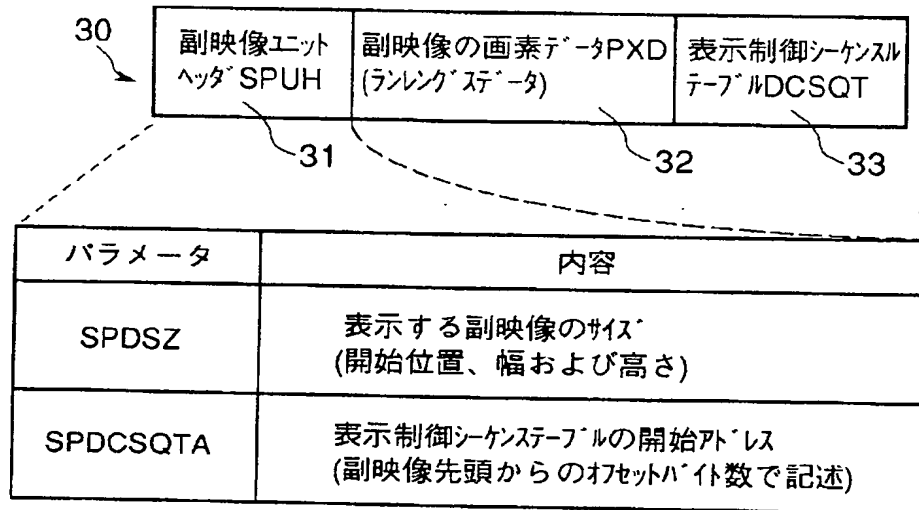 30
副映像ユニット
ヘッダSPUH
副映像の画素データPXD
(ランレングスデータ)
表示制御シーケンスル
テーブルDCSQT
31
32
33
パラメータ
内容
SPDSZ
表示する副映像のサイズ
(開始位置、幅および高さ)
SPDCSQTA
表示制御シーケンステーブルの開始アドレス
(副映像先頭からのオフセットバイト数で記述)